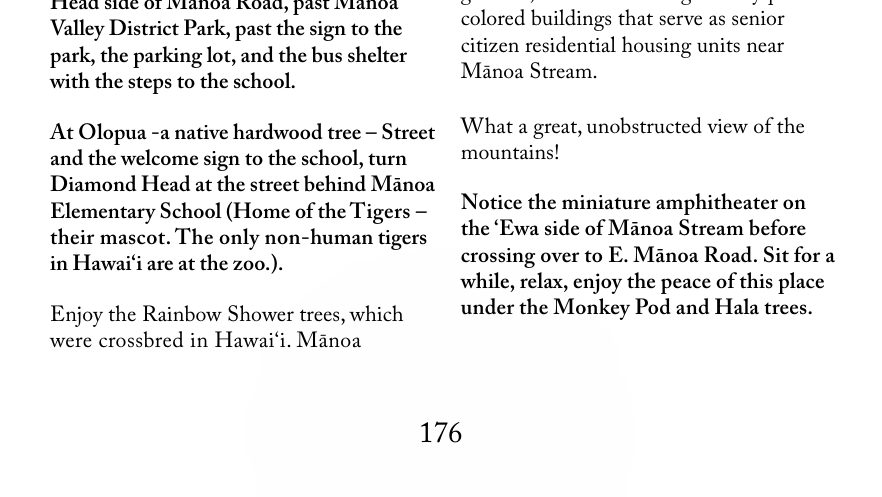 Head side of Mānoa Road, past Mānoa
Valley District Park, past the sign to the
park, the parking lot, and the bus shelter
with the steps to the school.
At Olopua -a native hardwood tree – Street
and the welcome sign to the school, turn
Diamond Head at the street behind Mānoa
Elementary School (Home of the Tigers –
their mascot. The only non-human tigers
in Hawai‘i are at the zoo.).
Enjoy the Rainbow Shower trees, which
were crossbred in Hawai‘i. Mānoa
colored buildings that serve as senior
citizen residential housing units near
Mānoa Stream.
What a great, unobstructed view of the
mountains!
Notice the miniature amphitheater on
the ‘Ewa side of Mānoa Stream before
crossing over to E. Mānoa Road. Sit for a
while, relax, enjoy the peace of this place
under the Monkey Pod and Hala trees.
176